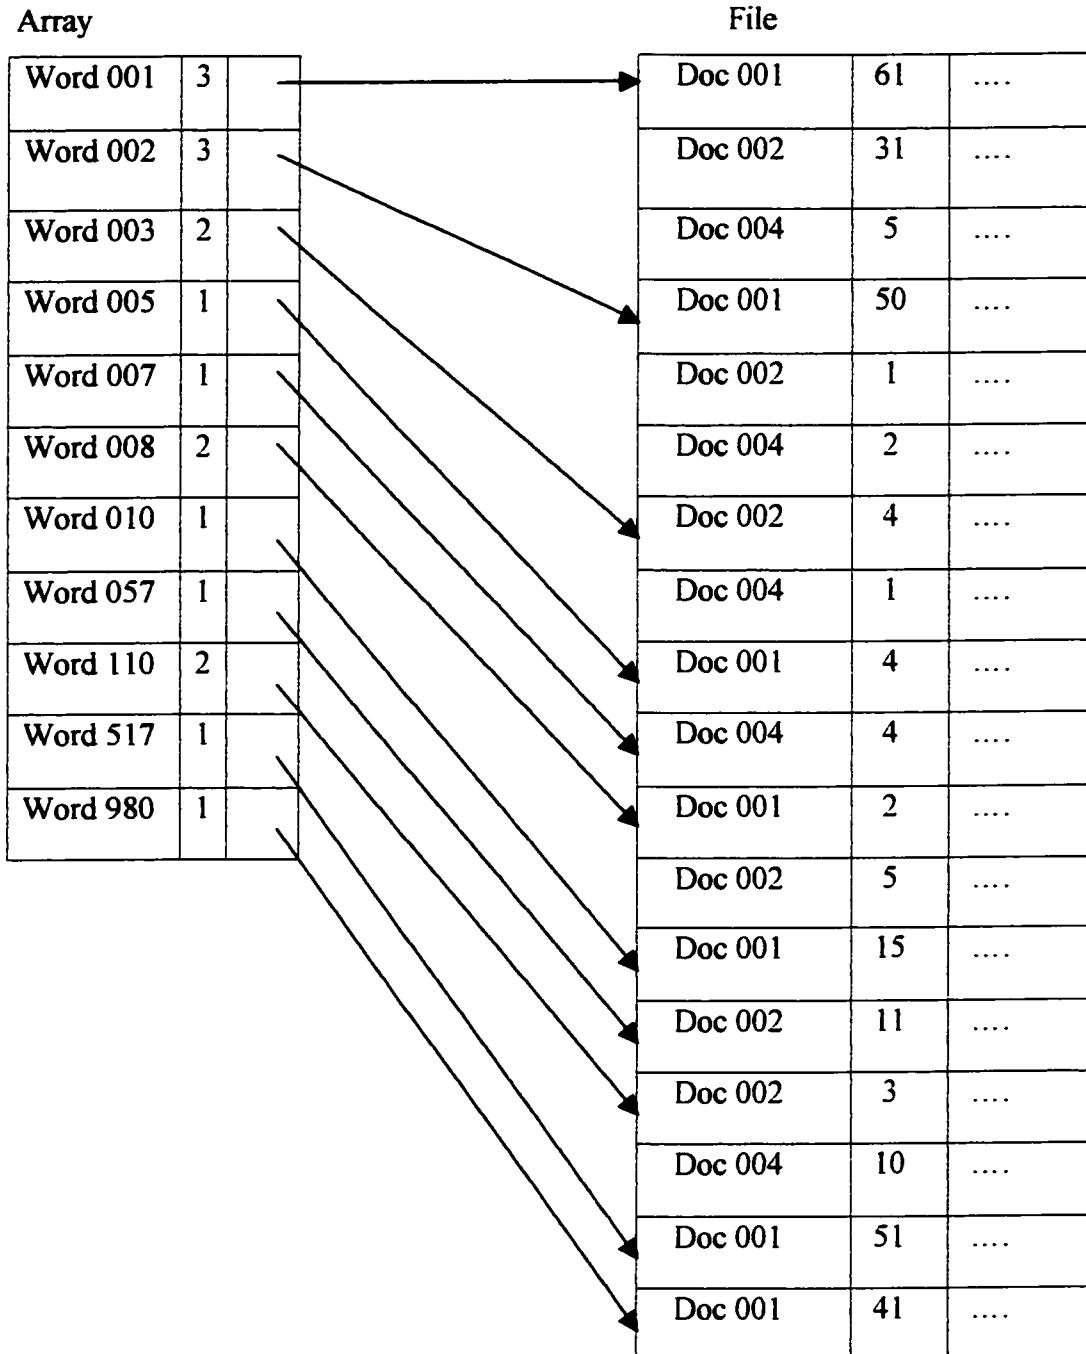 Array
Word 001 3
Word 002 3
Word 003 2
Word 005 1
Word 007 1
Word 008 2
Word 010 1
Word 057 1
Word 110 2
Word 517 1
Word 980 1
File
Doc 001 61 ....
Doc 002 31 ....
Doc 004 5 ....
Doc 001 50 ....
Doc 002 1 ....
Doc 004 2 ....
Doc 002 4 ....
Doc 004 1 ....
Doc 001 4 ....
Doc 004 4 ....
Doc 001 2 ....
Doc 002 5 ....
Doc 001 15 ....
Doc 002 11 ....
Doc 002 3 ....
Doc 004 10 ....
Doc 001 51 ....
Doc 001 41 ....